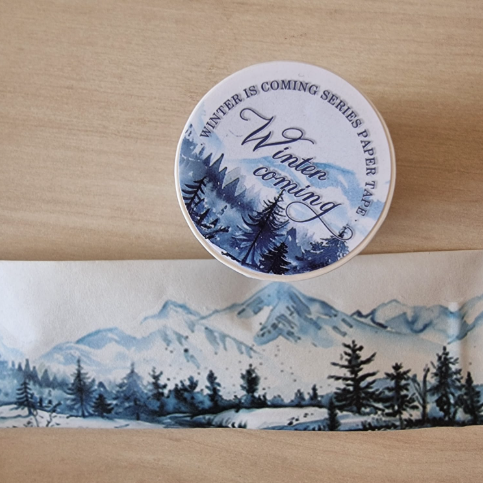 WINTER IS COMING SERIES PAPER TAPE.
Winter
coming